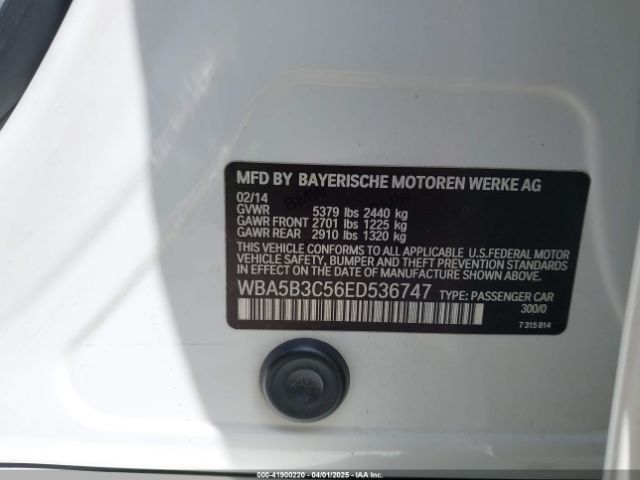 MFD BY BAYERISCHE MOTOREN WERKE AG
02/14
GVWR 5379 lbs 2440 kg
GAWR FRONT 2701 lbs 1225 kg
GAWR REAR 2910 lbs 1320 kg
THIS VEHICLE CONFORMS TO ALL APPLICABLE U.S.FEDERAL MOTOR
VEHICLE SAFETY, BUMPER AND THEFT PREVENTION STANDARDS IN
EFFECT ON THE DATE OF MANUFACTURE SHOWN ABOVE.
WBA5B3C56ED536747 TYPE: PASSENGER CAR
300/0
7 315 814
000-41900220 - 04/01/2025 - IAA Inc.